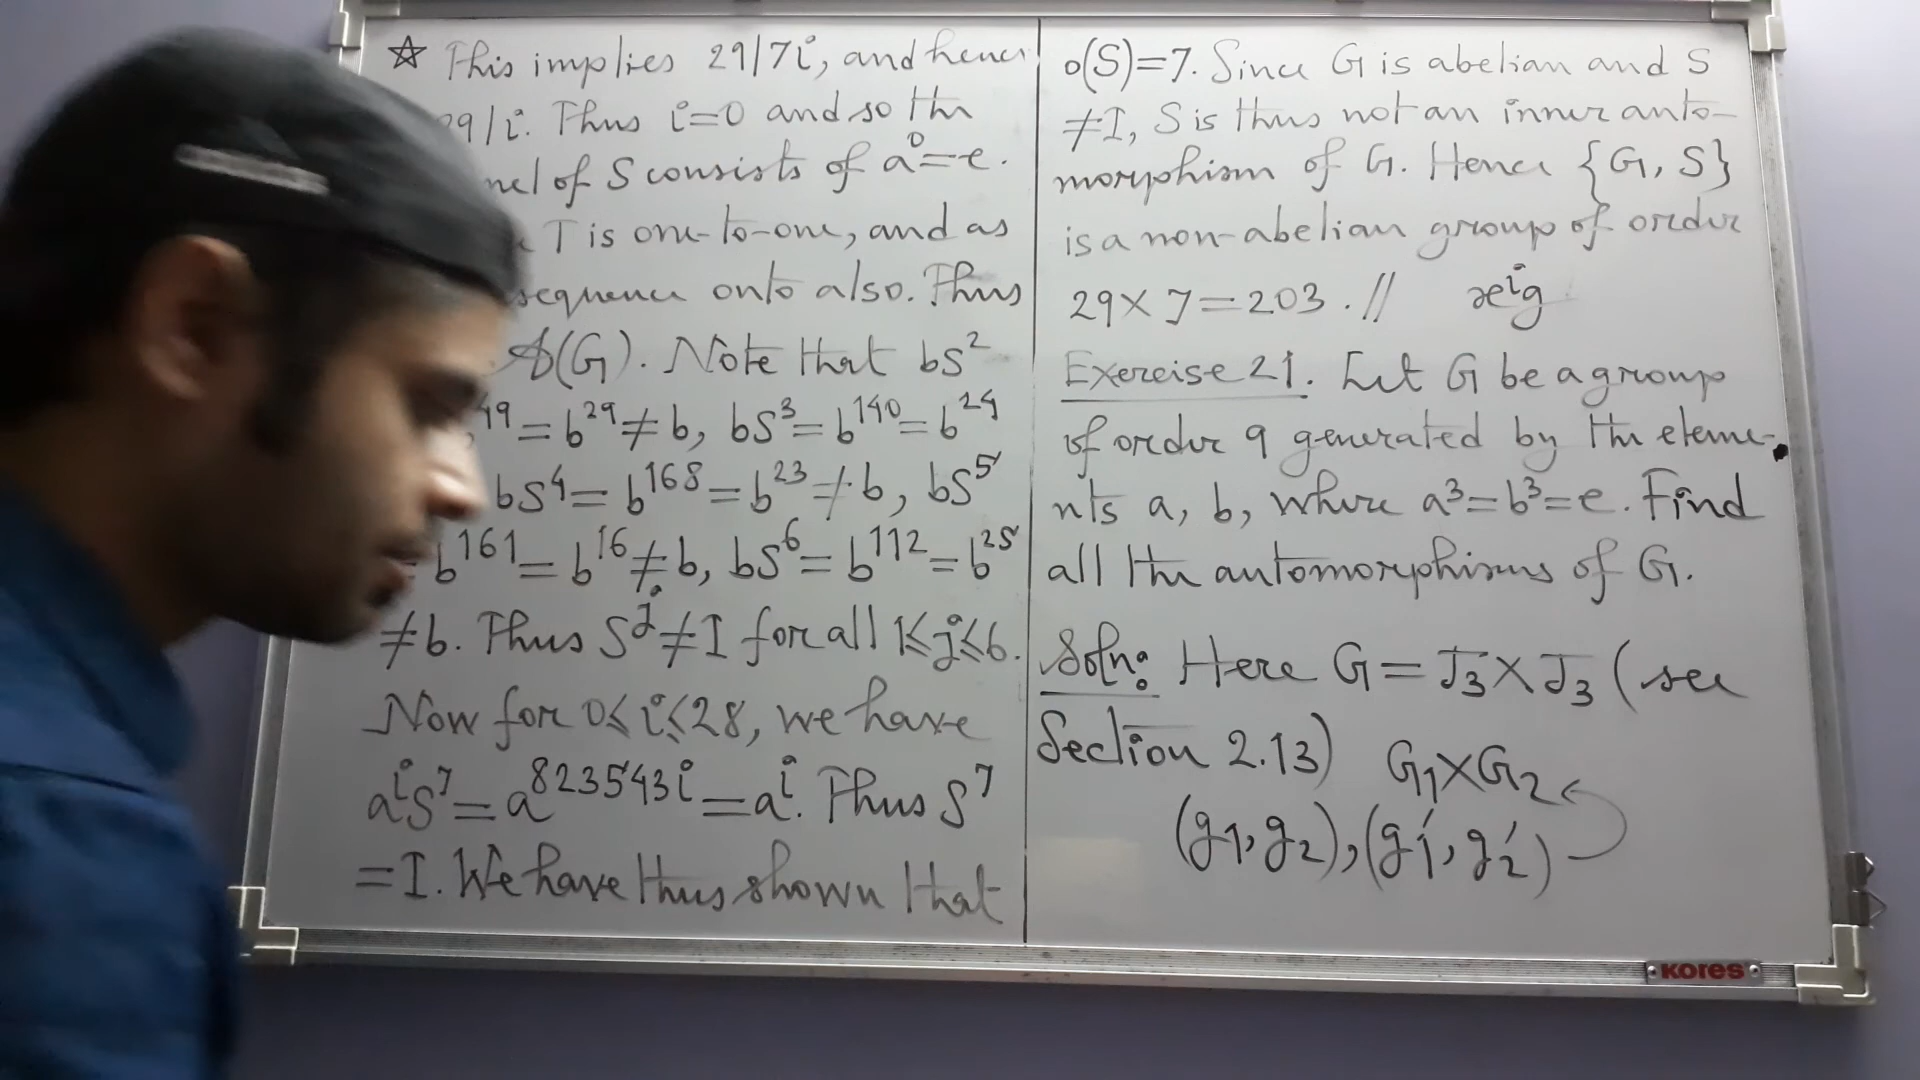 ☆ This implies 29/7i, and hence
29/i. Thus i=0 and so the
nel of S consists of a⁰=e.
T is one-to-one, and as
sequence onto also. Thus
𝒜(G). Note that bS²
⁴⁹=b²⁹≠b, bS³=b¹⁴⁰=b²⁴
bS⁴=b¹⁶⁸=b²³≠b, bS⁵
b¹⁶¹=b¹⁶≠b, bS⁶=b¹¹²=b²⁵
≠b. Thus Sʲ≠I for all 1≤j≤6.
Now for 0≤i≤28, we have
aⁱS⁷=a⁸²³⁵⁴³ⁱ=aⁱ. Thus S⁷
=I. We have thus shown that
o(S)=7. Since G is abelian and S
≠I, S is thus not an inner auto-
morphism of G. Hence {G, S}
is a non-abelian group of order
29×7=203. // xeⁱg
Exercise 21. Let G be a group
of order 9 generated by the eleme-
nts a, b, where a³=b³=e. Find
all the automorphisms of G.
Soln: Here G=J₃×J₃ (see
Section 2.13) G₁×G₂
(g₁, g₂), (g₁′, g₂′)
KORES